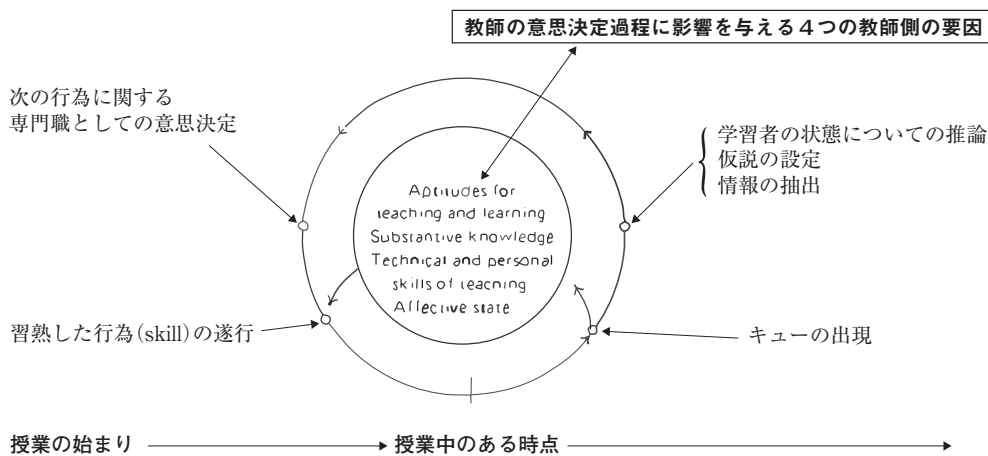 教師の意思決定過程に影響を与える４つの教師側の要因
次の行為に関する
専門職としての意思決定
学習者の状態についての推論
仮説の設定
情報の抽出
Aptitudes for
teaching and learning
Substantive knowledge
Technical and personal
skills of teaching
Affective state
習熟した行為(skill)の遂行
キューの出現
授業の始まり
授業中のある時点